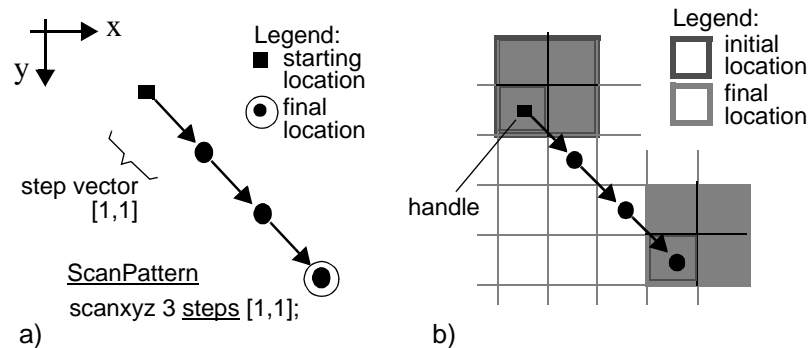 x
y
Legend:
starting
location
final
location
step vector
[1,1]
ScanPattern
scanxyz 3 steps [1,1];
a)
Legend:
initial
location
final
location
handle
b)